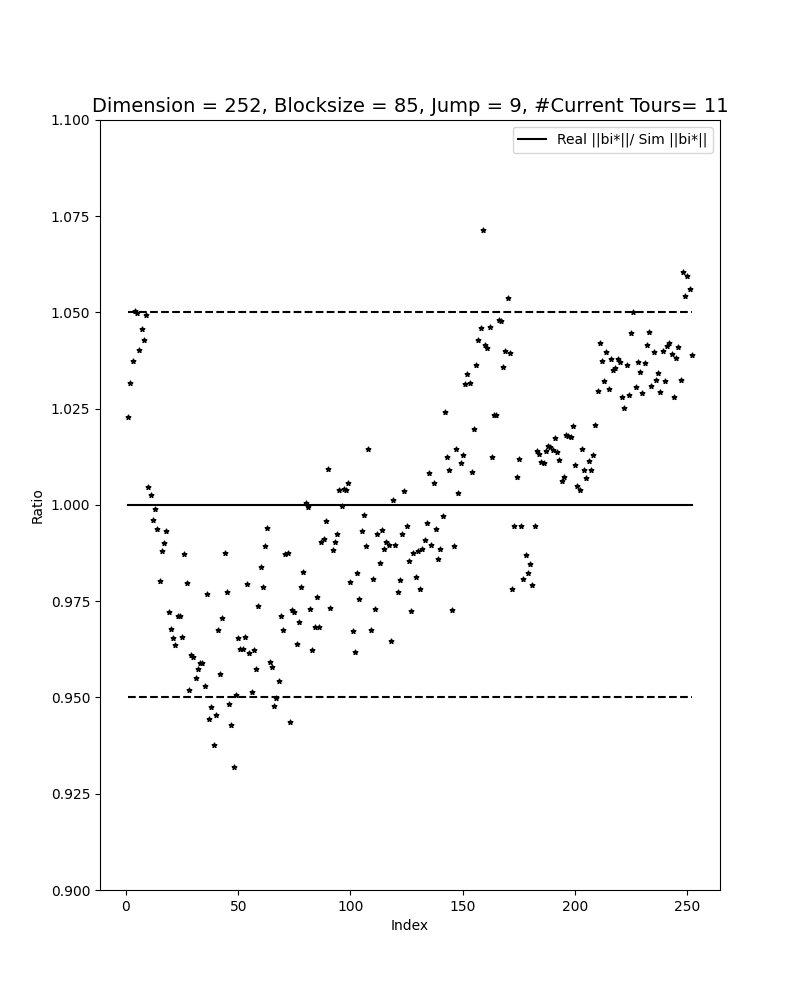 Dimension = 252, Blocksize = 85, Jump = 9, #Current Tours= 11
1.100
Real ||bi*||/ Sim ||bi*||
1.075
1.050
1.025
1.000
Ratio
0.975
0.950
0.925
0.900
0 50 100 150 200 250
Index